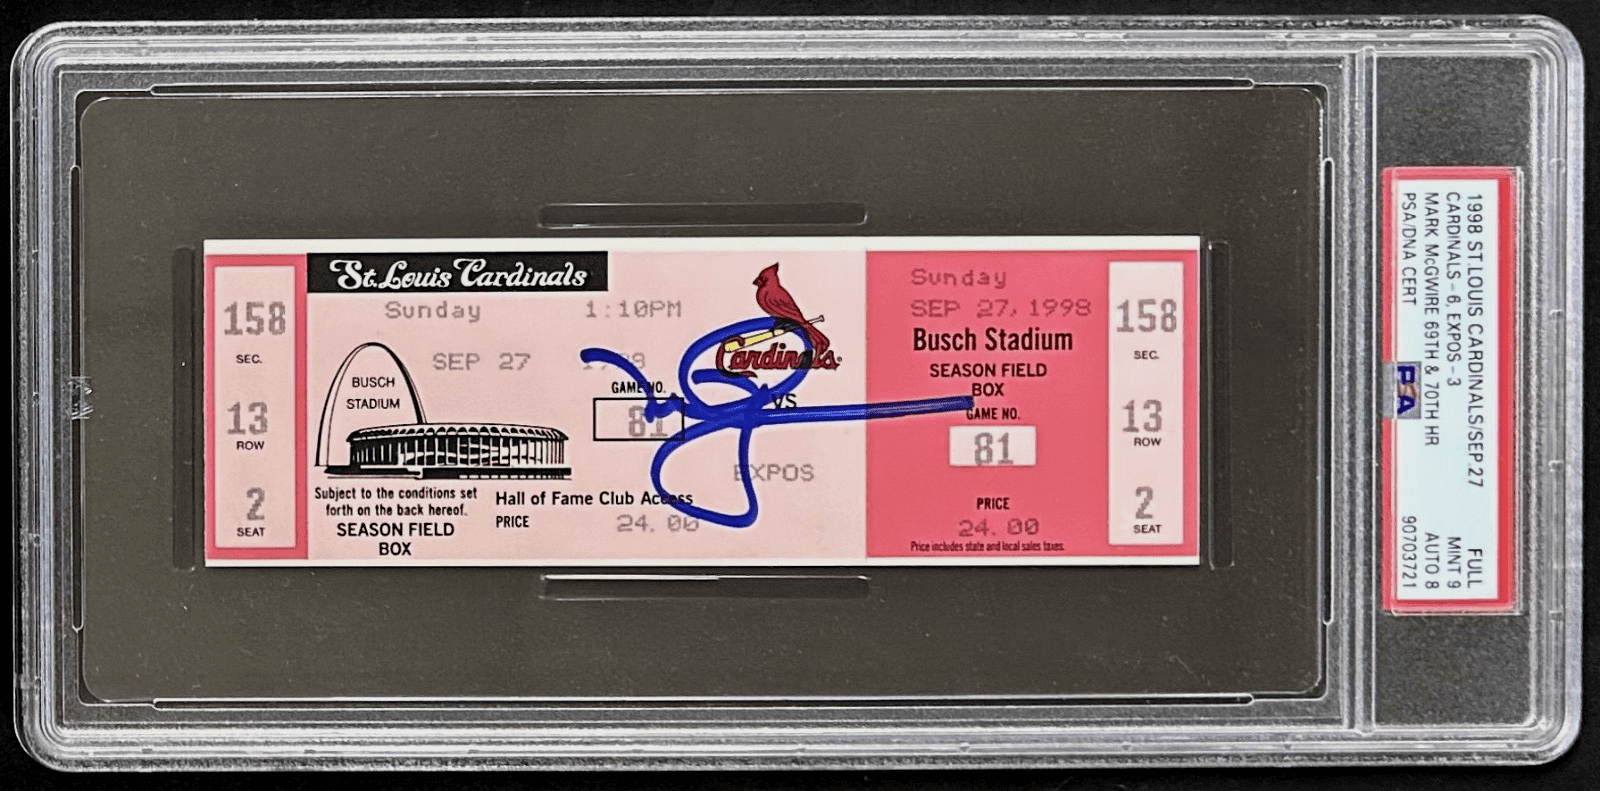 158
SEC.
13
ROW
2
SEAT
St. Louis Cardinals
Sunday 1:10PM
SEP 27
BUSCH
STADIUM
GAME NO.
81
Cardinals
VS
EXPOS
Subject to the conditions set
forth on the back hereof.
SEASON FIELD
BOX
Hall of Fame Club Access
PRICE 24.00
Sunday
SEP 27, 1998
Busch Stadium
SEASON FIELD
BOX
GAME NO.
81
PRICE
24.00
Price includes state and local sales taxes.
158
SEC.
13
ROW
2
SEAT
1998 ST.LOUIS CARDINALS/SEP.27 FULL
CARDINALS-6, EXPOS-3 MINT 9
MARK McGWIRE 69TH & 70TH HR AUTO 8
PSA/DNA CERT 90703721
PSA